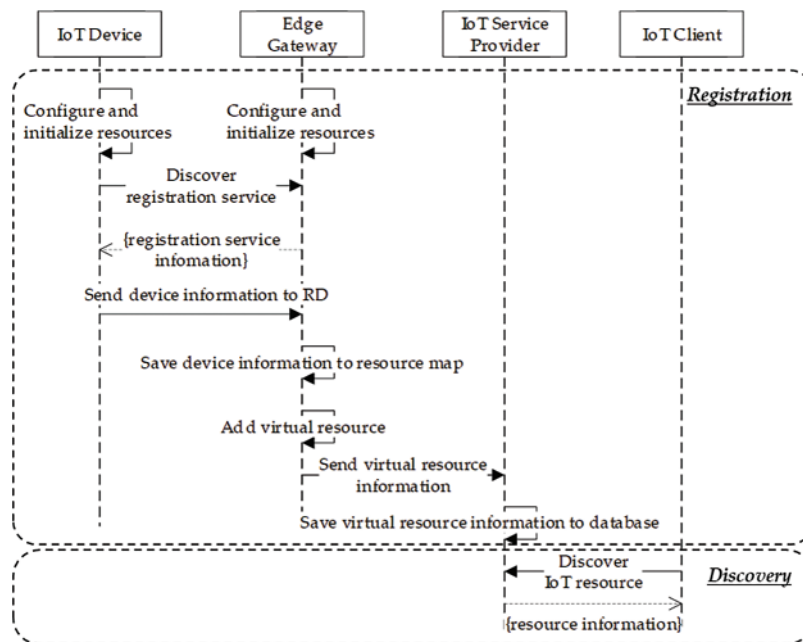 IoT Device
Edge
Gateway
IoT Service
Provider
IoT Client
Registration
Configure and
initialize resources
Configure and
initialize resources
Discover
registration service
{registration service
infomation}
Send device information to RD
Save device information to resource map
Add virtual resource
Send virtual resource
information
Save virtual resource information to database
Discover
IoT resource
Discovery
{resource information}